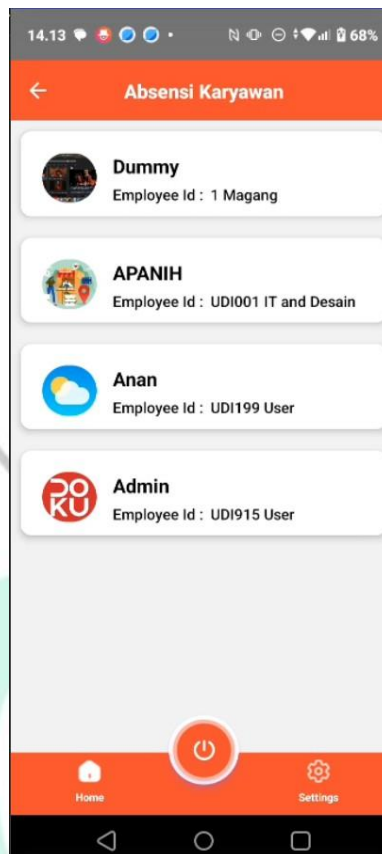 14.13 68%
Absensi Karyawan
Dummy
Employee Id : 1 Magang
APANIH
Employee Id : UDI001 IT and Desain
Anan
Employee Id : UDI199 User
DO
KU
Admin
Employee Id : UDI915 User
Home
Settings